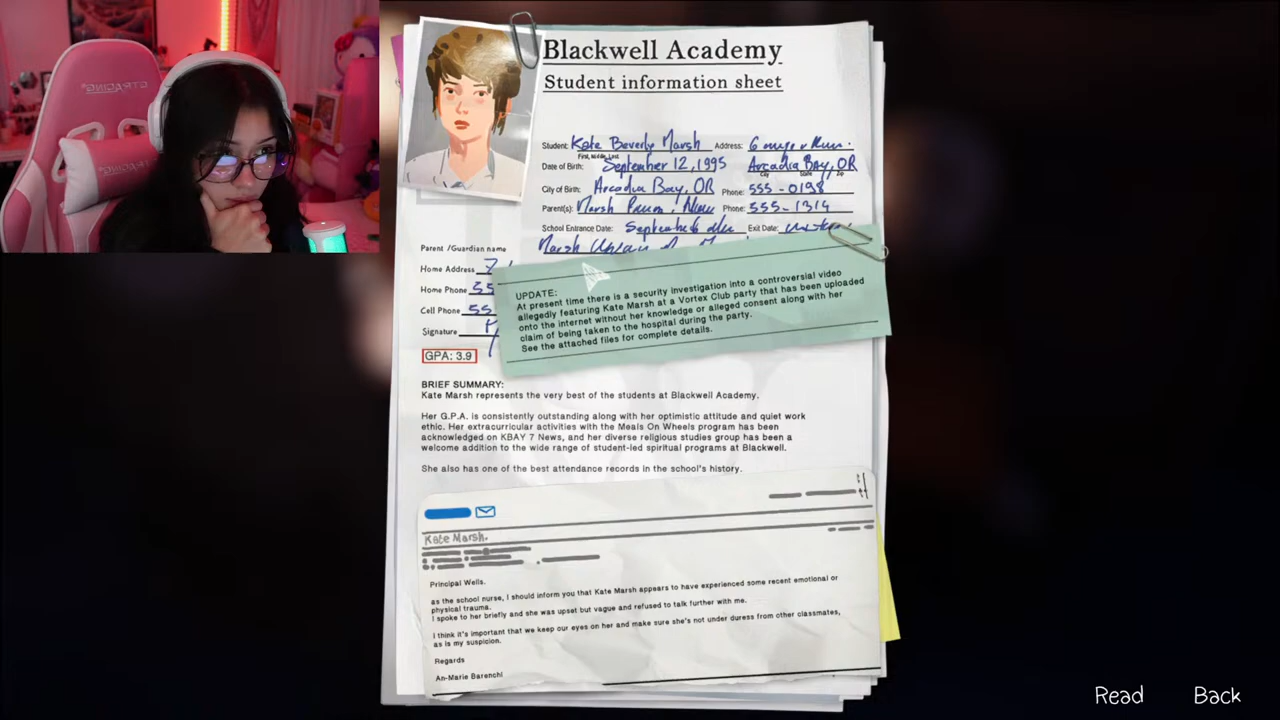 Blackwell Academy
Student information sheet
Student: Kate Beverly Marsh Address:
First, Middle, Last
Date of Birth: September 12, 1995 Arcadia Bay, OR
City State Zip
City of Birth: Arcadia Bay, OR Phone: 555-0198
Parent(s): Marsh Phone: 555-1314
School Entrance Date: Exit Date:
Marsh
Parent /Guardian name
Home Address
Home Phone
Cell Phone
Signature
GPA: 3.9
UPDATE:
At present time there is a security investigation into a controversial video
allegedly featuring Kate Marsh at a Vortex Club party that has been uploaded
onto the internet without her knowledge or alleged consent along with her
claim of being taken to the hospital during the party.
See the attached files for complete details.
BRIEF SUMMARY:
Kate Marsh represents the very best of the students at Blackwell Academy.
Her G.P.A. is consistently outstanding along with her optimistic attitude and quiet work
ethic. Her extracurricular activities with the Meals On Wheels program has been
acknowledged on KBAY 7 News, and her diverse religious studies group has been a
welcome addition to the wide range of student-led spiritual programs at Blackwell.
She also has one of the best attendance records in the school's history.
Kate Marsh.
Principal Wells.
as the school nurse, I should inform you that Kate Marsh appears to have experienced some recent emotional or
physical trauma.
I spoke to her briefly and she was upset but vague and refused to talk further with me.
I think it's important that we keep our eyes on her and make sure she's not under duress from other classmates,
as is my suspicion.
Regards
An-Marie Barenchi
Read Back